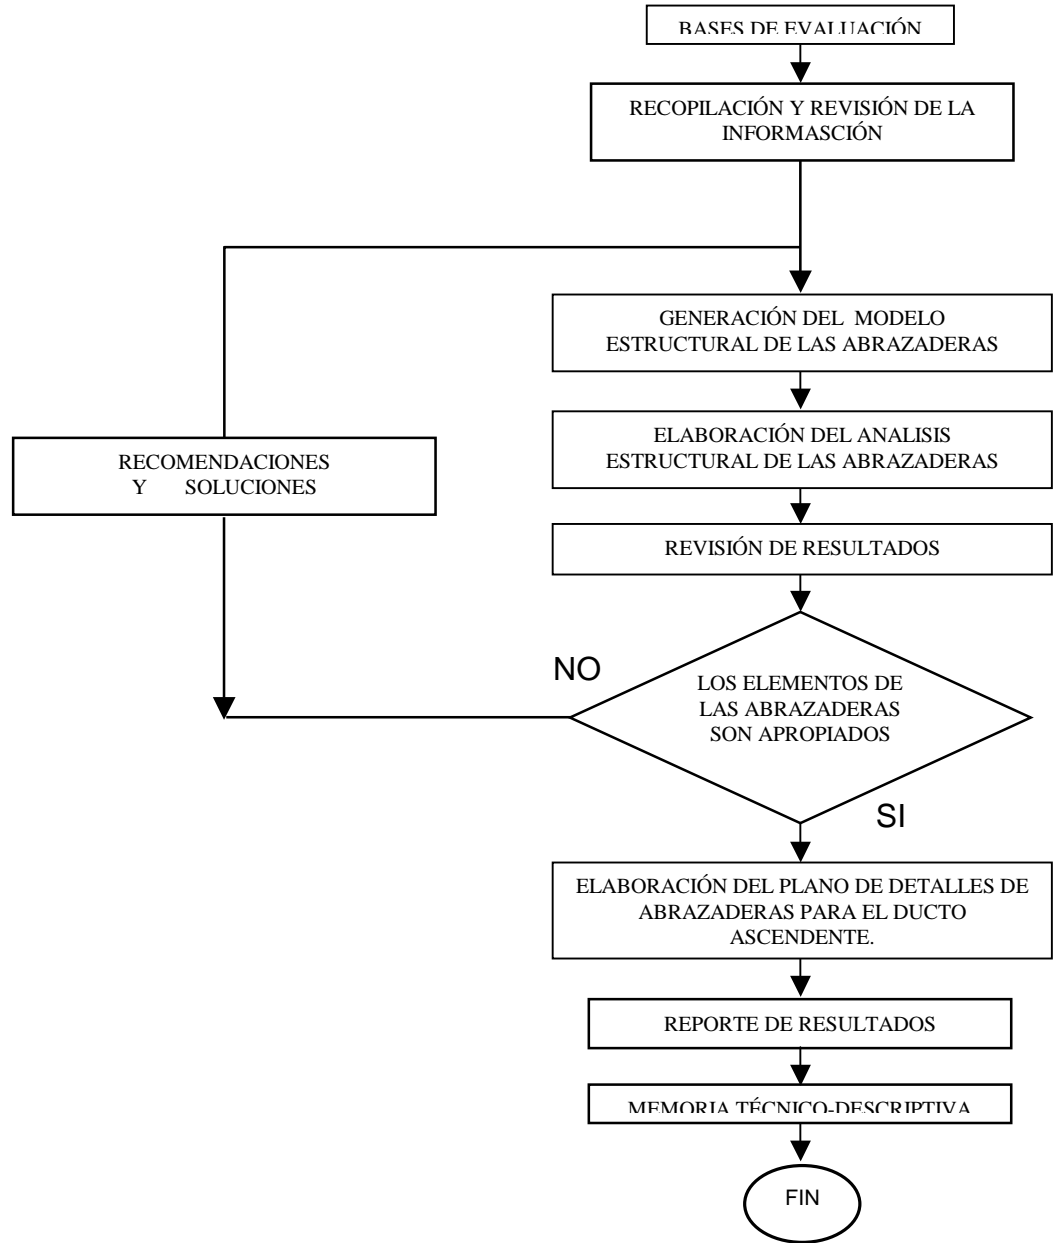 BASES DE EVALUACIÓN
RECOPILACIÓN Y REVISIÓN DE LA
INFORMASCIÓN
GENERACIÓN DEL MODELO
ESTRUCTURAL DE LAS ABRAZADERAS
ELABORACIÓN DEL ANALISIS
ESTRUCTURAL DE LAS ABRAZADERAS
RECOMENDACIONES
Y SOLUCIONES
REVISIÓN DE RESULTADOS
NO
LOS ELEMENTOS DE
LAS ABRAZADERAS
SON APROPIADOS
SI
ELABORACIÓN DEL PLANO DE DETALLES DE
ABRAZADERAS PARA EL DUCTO
ASCENDENTE.
REPORTE DE RESULTADOS
MEMORIA TÉCNICO-DESCRIPTIVA
FIN